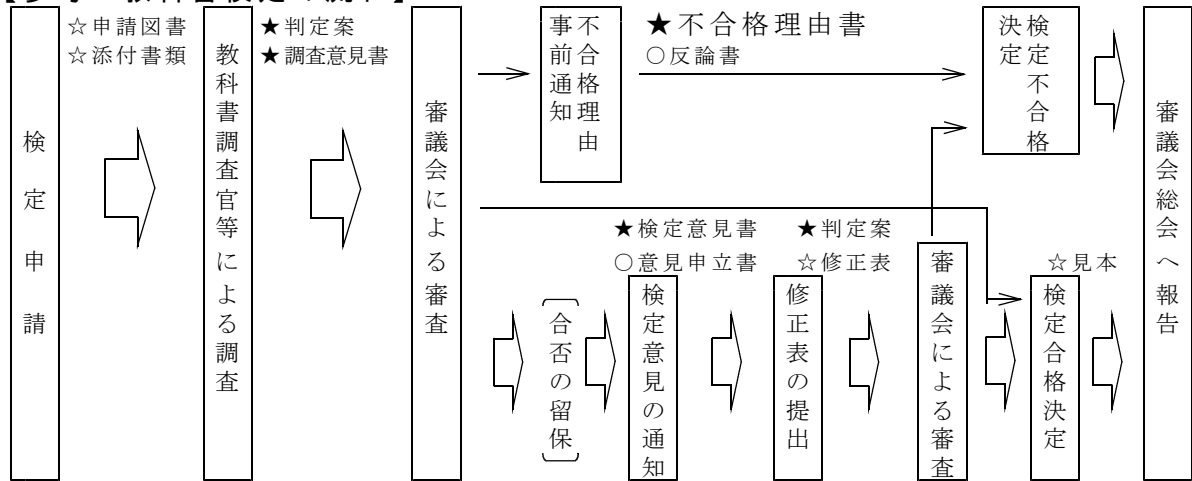 ☆申請図書
☆添付書類
★判定案
★調査意見書
★不合格理由書
○反論書
検定申請
教科書調査官等による調査
審議会による審査
不合格理由
事前通知
検定不合格
決定
審議会総会へ報告
★検定意見書
○意見申立書
★判定案
☆修正表
☆見本
合否の留保
検定意見の通知
修正表の提出
審議会による審査
検定合格決定